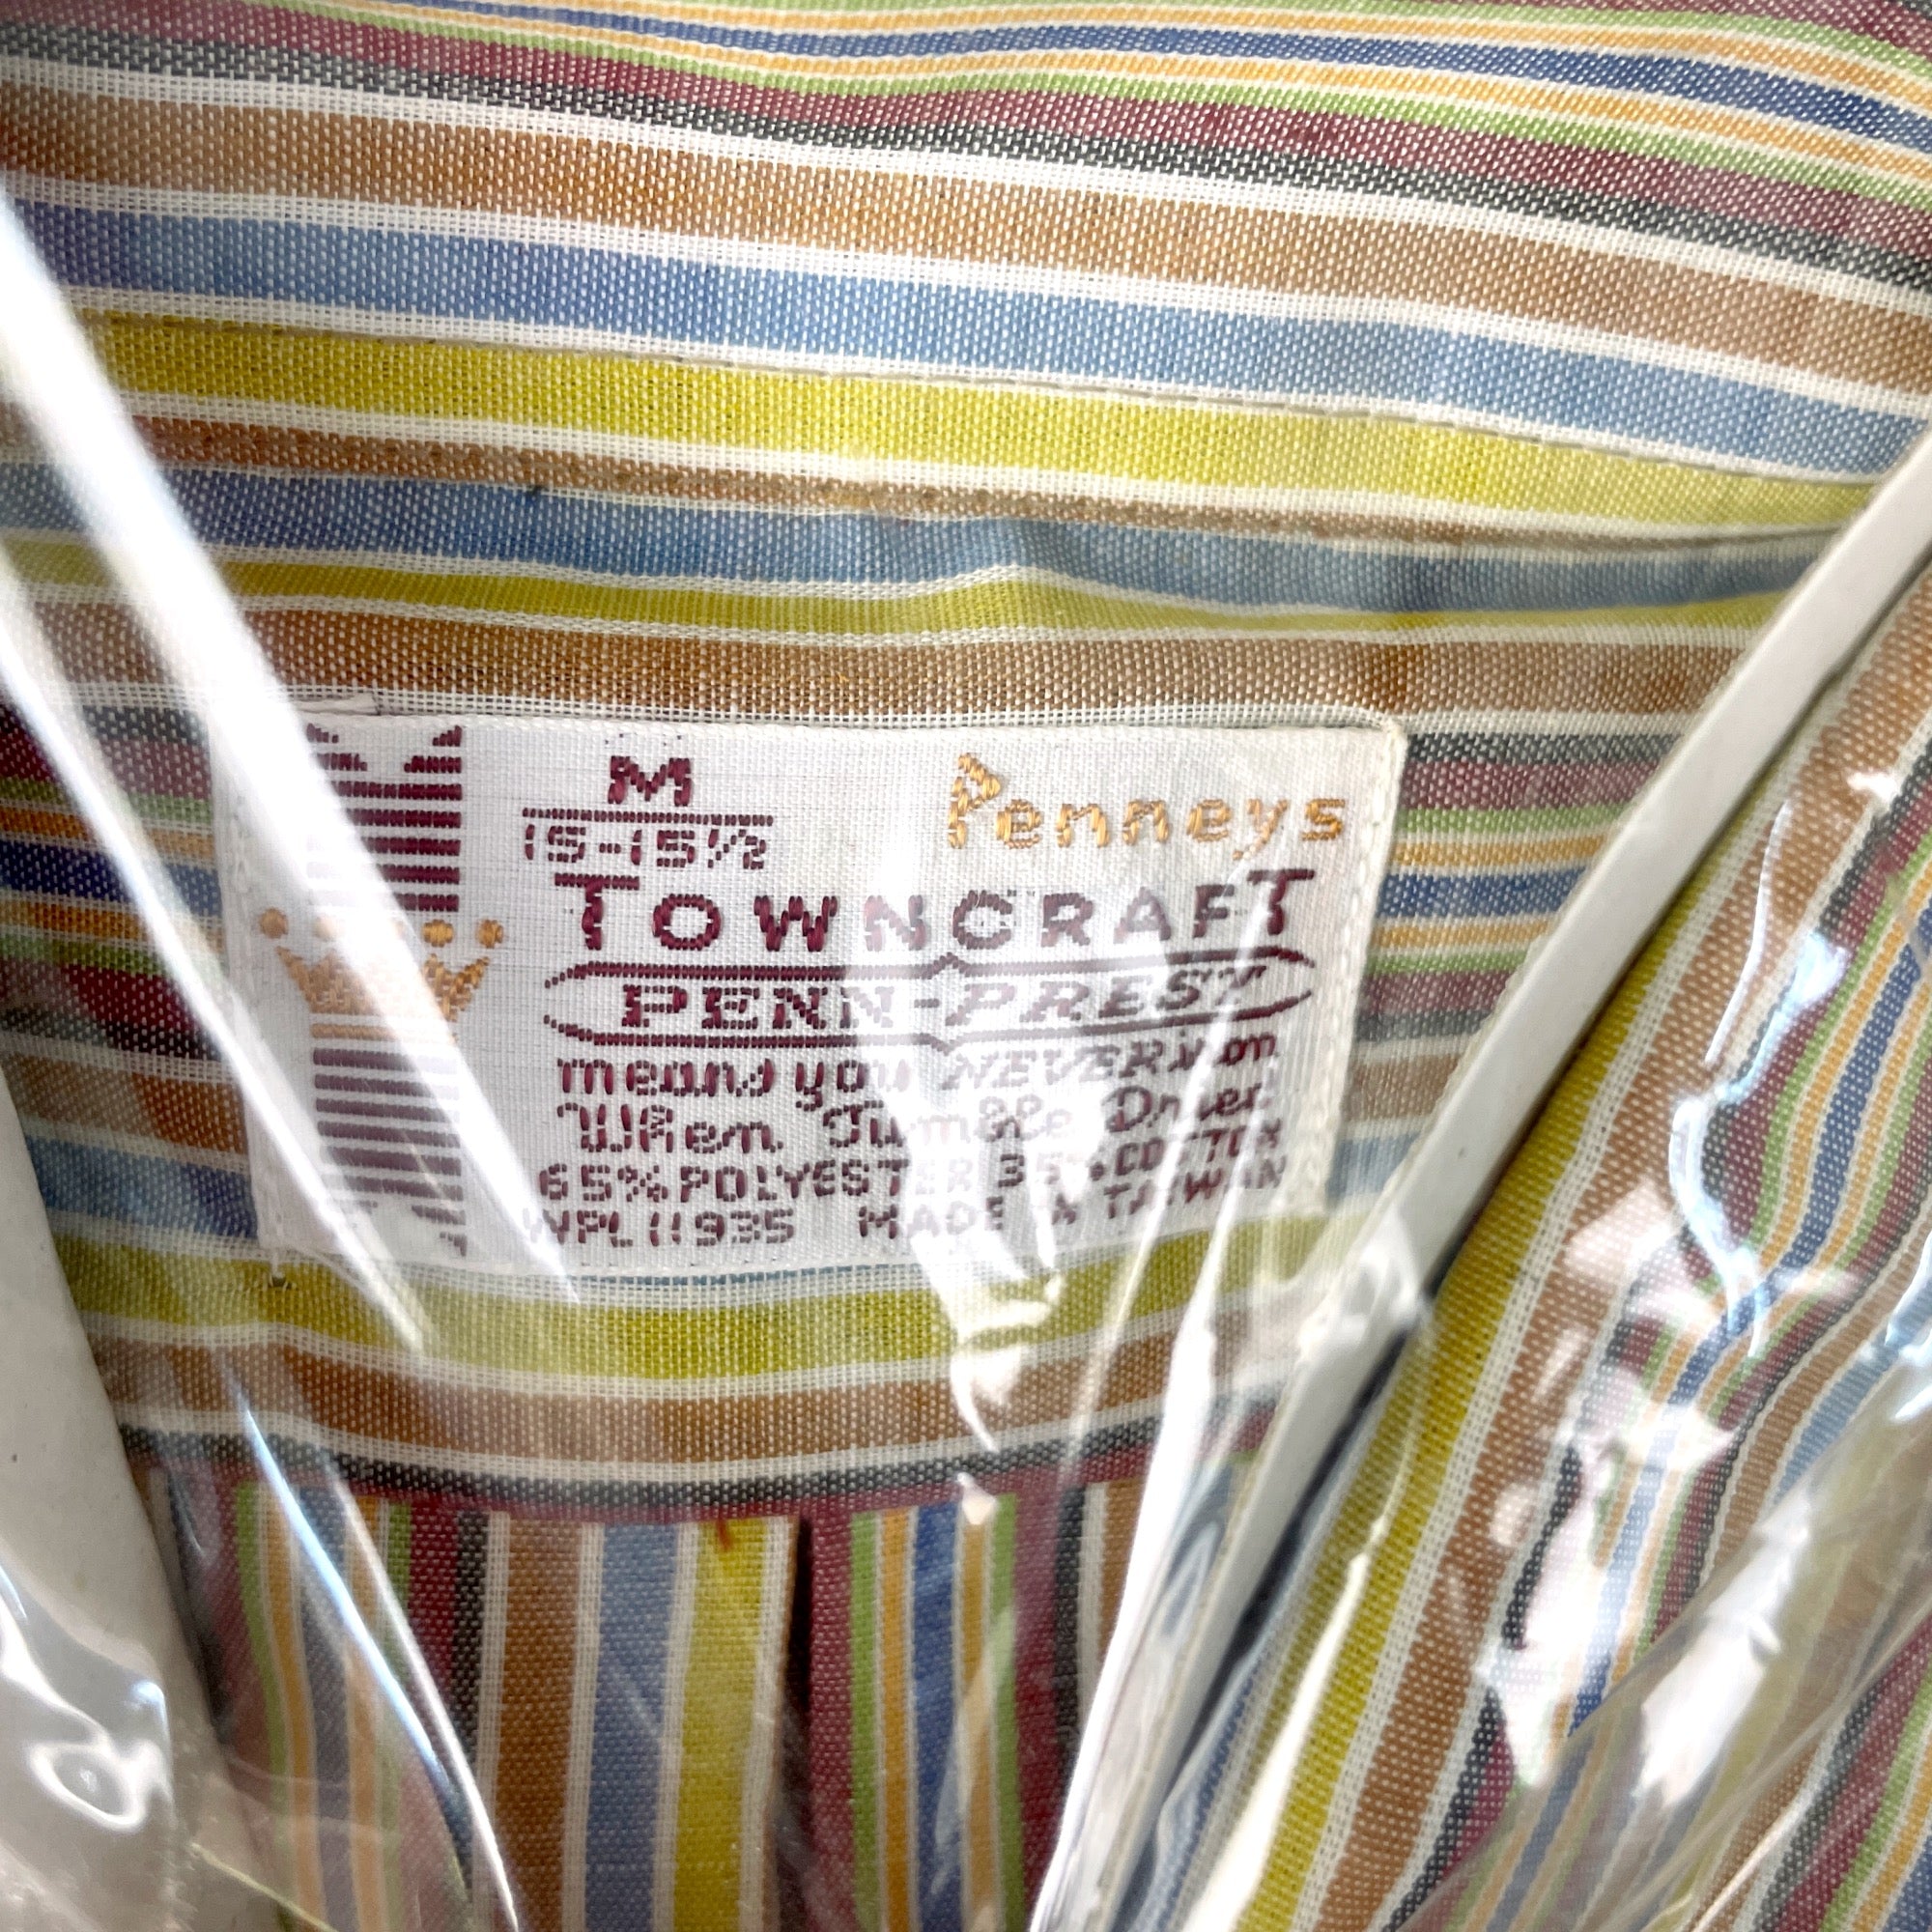 M
15-15½
Penneys
TOWNCRAFT
PENN-PREST
means you NEVER iron
When Tumble Dried
65% POLYESTER 35% COTTON
WPL 11935 MADE IN TAIWAN